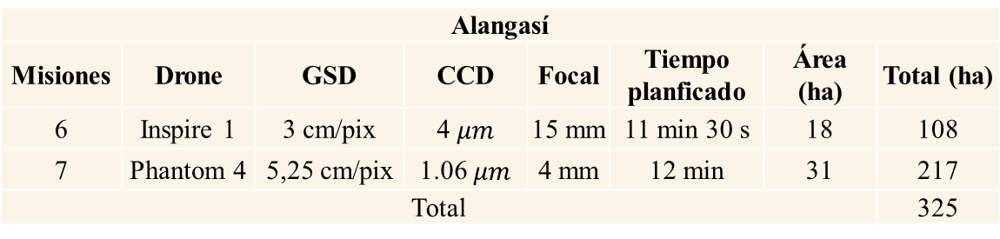 Alangasí
Misiones Drone GSD CCD Focal Tiempo planficado Área (ha) Total (ha)
6 Inspire 1 3 cm/pix 4 μm 15 mm 11 min 30 s 18 108
7 Phantom 4 5,25 cm/pix 1.06 μm 4 mm 12 min 31 217
Total 325